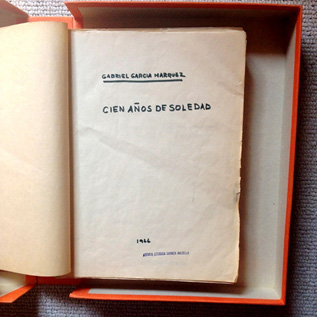 GABRIEL GARCIA MARQUEZ
CIEN AÑOS DE SOLEDAD
1966